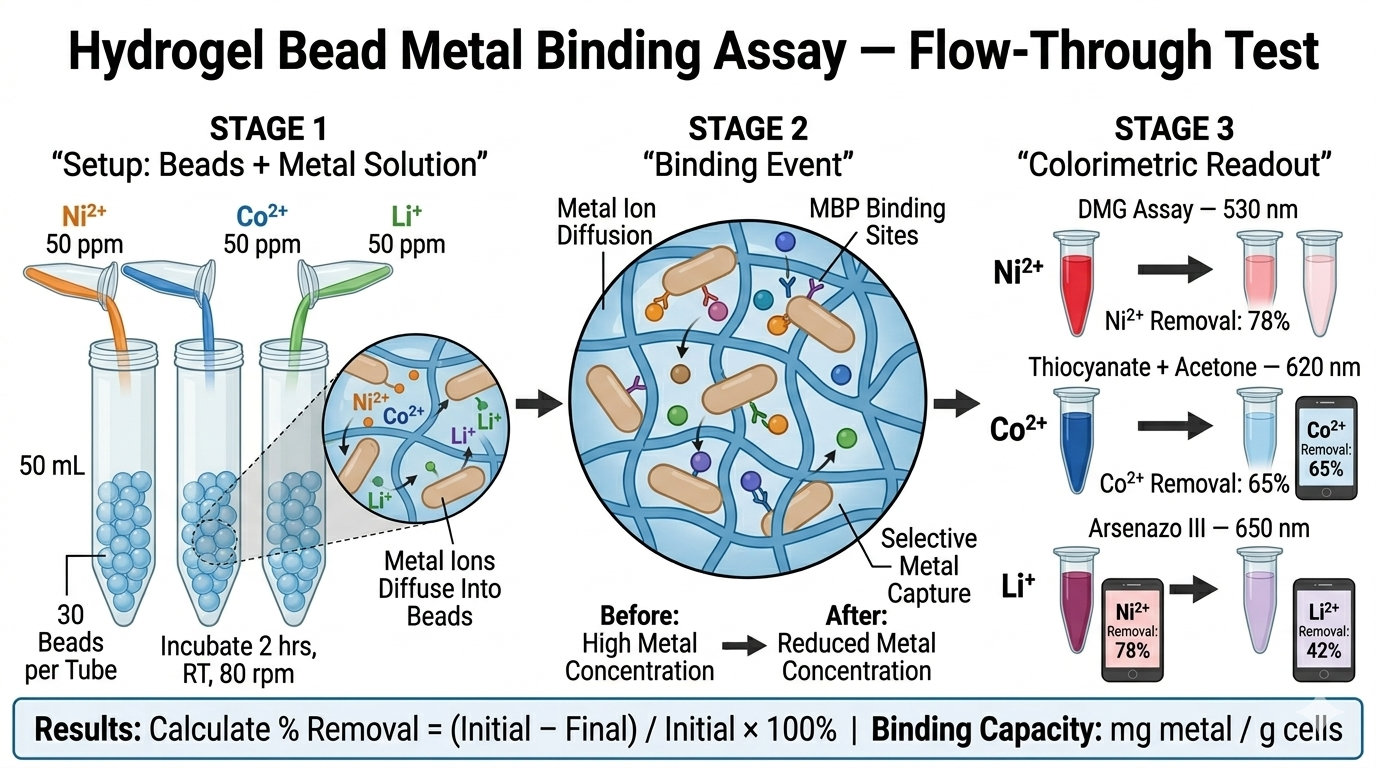 Hydrogel Bead Metal Binding Assay — Flow-Through Test
STAGE 1
“Setup: Beads + Metal Solution”
Ni²⁺
50 ppm
Co²⁺
50 ppm
Li⁺
50 ppm
50 mL
30
Beads
per Tube
Incubate 2 hrs,
RT, 80 rpm
Ni²⁺
Co²⁺
Li⁺
Li⁺
Li⁺
Metal Ions
Diffuse Into
Beads
STAGE 2
“Binding Event”
Metal Ion
Diffusion
MBP Binding
Sites
Selective
Metal
Capture
Before:
High Metal
Concentration
After:
Reduced Metal
Concentration
STAGE 3
“Colorimetric Readout”
DMG Assay — 530 nm
Ni²⁺
Ni²⁺ Removal: 78%
Thiocyanate + Acetone — 620 nm
Co²⁺
Co²⁺ Removal: 65%
Co²⁺
Removal:
65%
Arsenazo III — 650 nm
Li⁺
Ni²⁺
Removal:
78%
Li²⁺
Removal:
42%
Results: Calculate % Removal = (Initial – Final) / Initial × 100% | Binding Capacity: mg metal / g cells